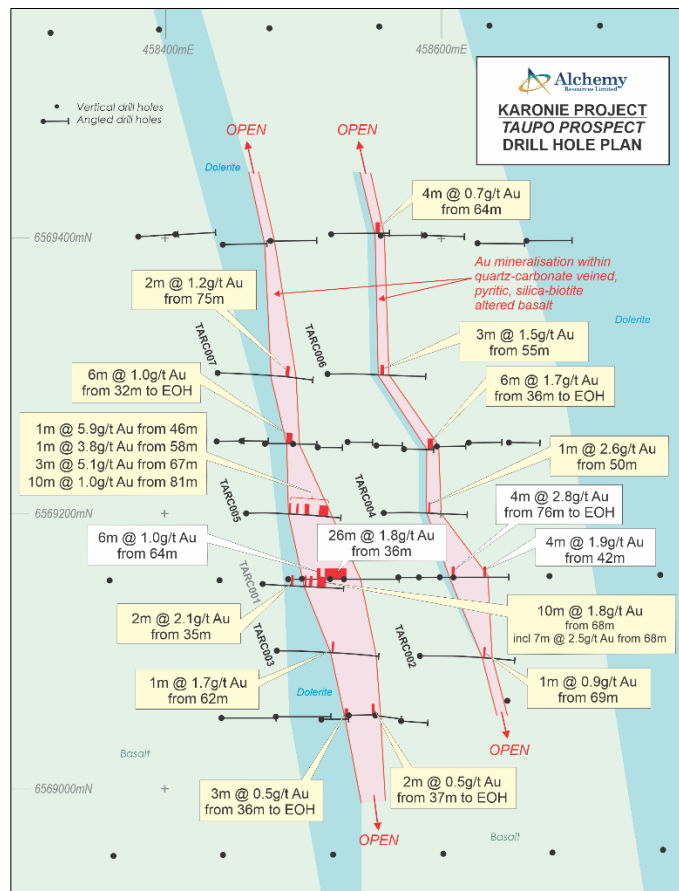 458400mE
458600mE
Alchemy
Resources Limited
KARONIE PROJECT
TAUPO PROSPECT
DRILL HOLE PLAN
Vertical drill holes
Angled drill holes
OPEN
OPEN
Dolerite
4m @ 0.7g/t Au
from 64m
6569400mN
Au mineralisation within
quartz-carbonate veined,
pyritic, silica-biotite
altered basalt
2m @ 1.2g/t Au
from 75m
Dolerite
TARC007
TARC006
3m @ 1.5g/t Au
from 55m
6m @ 1.0g/t Au
from 32m to EOH
6m @ 1.7g/t Au
from 36m to EOH
1m @ 5.9g/t Au from 46m
1m @ 3.8g/t Au from 58m
3m @ 5.1g/t Au from 67m
10m @ 1.0g/t Au from 81m
1m @ 2.6g/t Au
from 50m
TARC005
TARC004
4m @ 2.8g/t Au
from 76m to EOH
6569200mN
6m @ 1.0g/t Au
from 64m
26m @ 1.8g/t Au
from 36m
4m @ 1.9g/t Au
from 42m
TARC001
2m @ 2.1g/t Au
from 35m
10m @ 1.8g/t Au
from 68m
incl 7m @ 2.5g/t Au from 68m
TARC003
TARC002
1m @ 1.7g/t Au
from 62m
1m @ 0.9g/t Au
from 69m
Dolerite
Basalt
OPEN
6569000mN
3m @ 0.5g/t Au
from 36m to EOH
2m @ 0.5g/t Au
from 37m to EOH
OPEN
Basalt